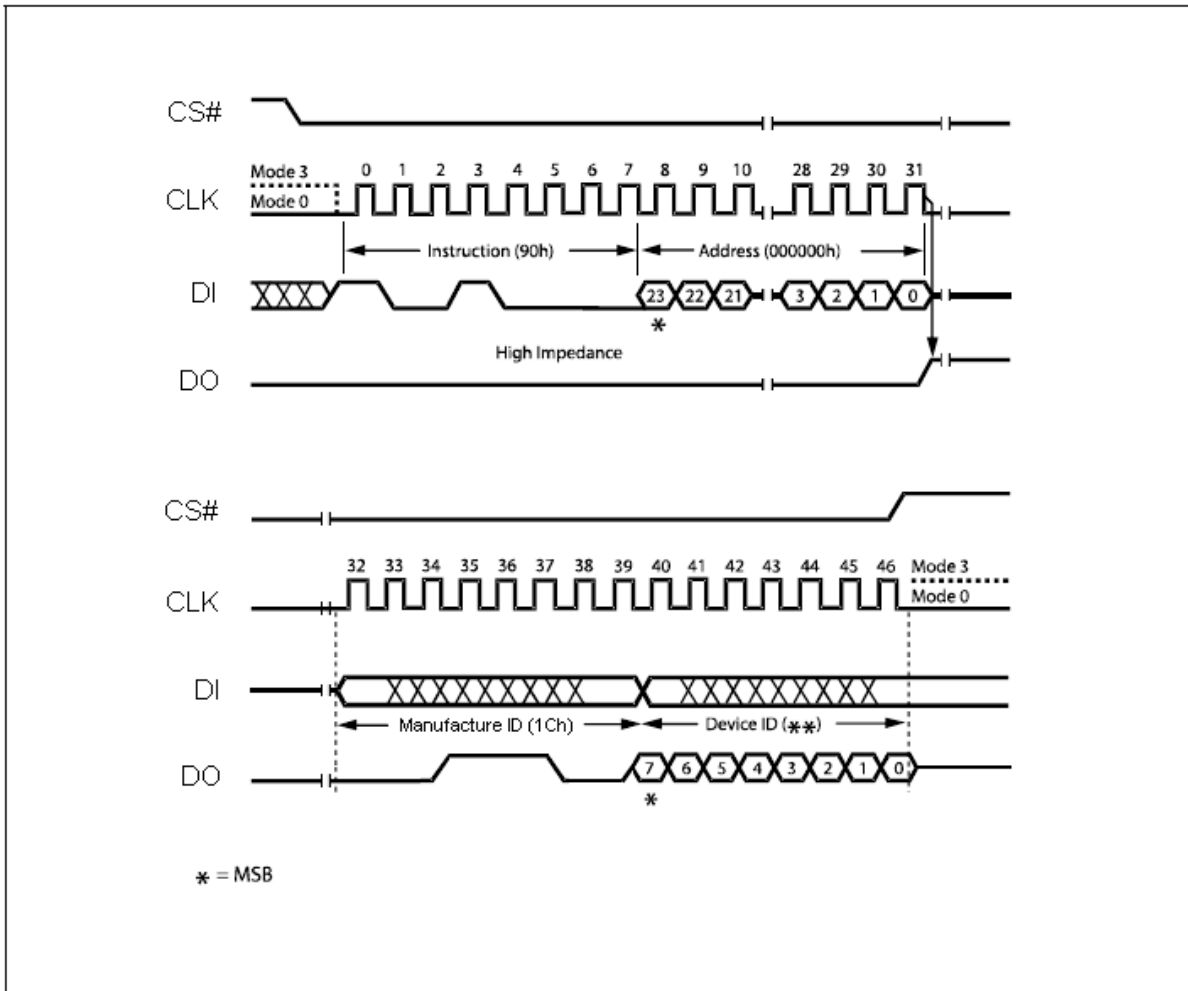 CS#
Mode 3
0 1 2 3 4 5 6 7 8 9 10 28 29 30 31
CLK
Mode 0
Instruction (90h)
Address (000000h)
DI
23 22 21 3 2 1 0
*
High Impedance
DO
CS#
32 33 34 35 36 37 38 39 40 41 42 43 44 45 46
Mode 3
CLK
Mode 0
DI
Manufacture ID (1Ch)
Device ID (**)
DO
7 6 5 4 3 2 1 0
*
* = MSB